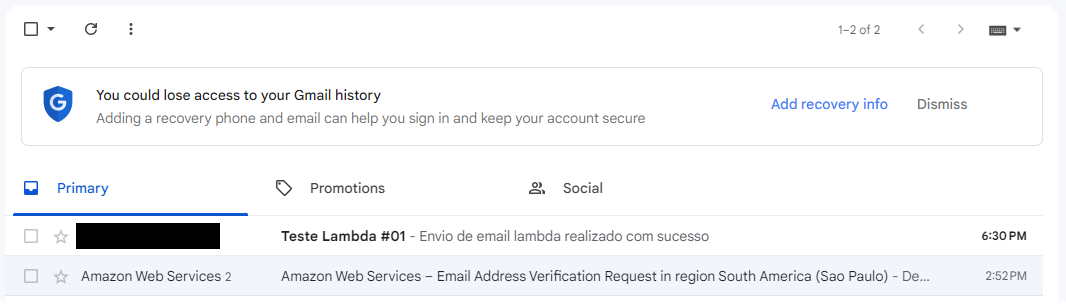 1–2 of 2
You could lose access to your Gmail history
Adding a recovery phone and email can help you sign in and keep your account secure
Add recovery info
Dismiss
Primary
Promotions
Social
Teste Lambda #01 - Envio de email lambda realizado com sucesso 6:30 PM
Amazon Web Services 2 Amazon Web Services – Email Address Verification Request in region South America (Sao Paulo) - De... 2:52 PM